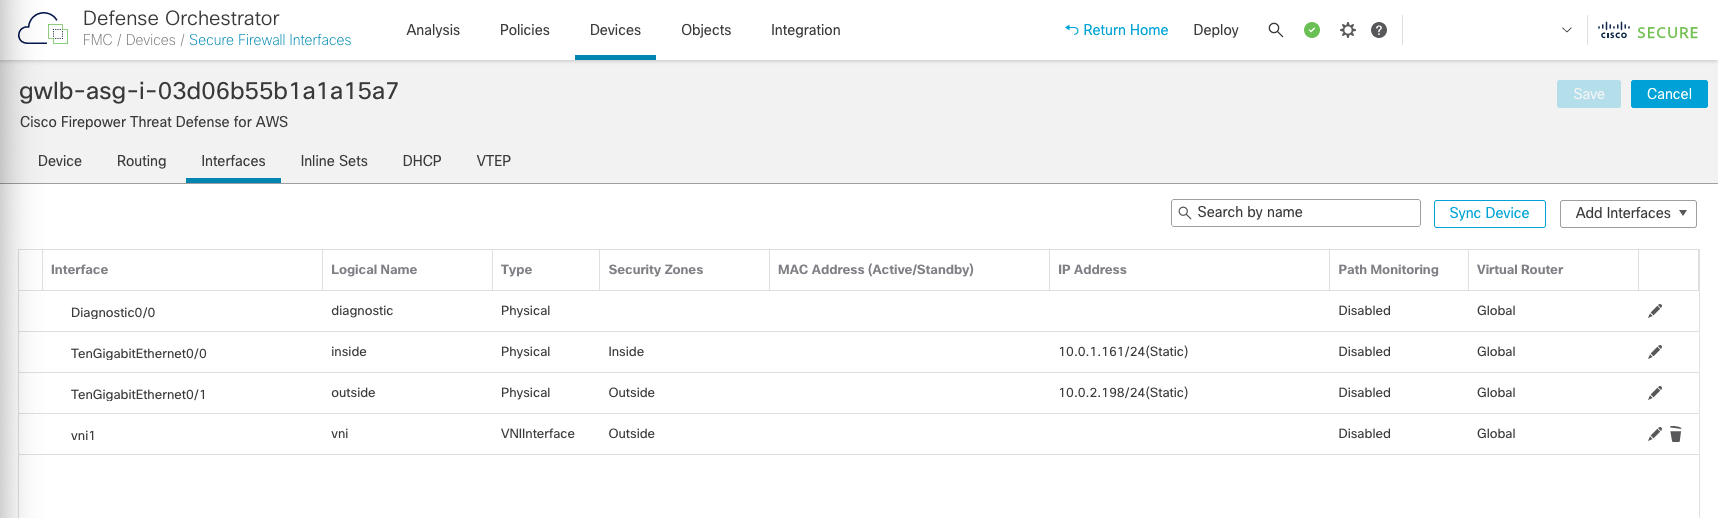 Defense Orchestrator
FMC / Devices / Secure Firewall Interfaces
Analysis Policies Devices Objects Integration
Return Home Deploy
cisco SECURE
gwlb-asg-i-03d06b55b1a1a15a7
Cisco Firepower Threat Defense for AWS
Save Cancel
Device Routing Interfaces Inline Sets DHCP VTEP
Search by name Sync Device Add Interfaces
Interface Logical Name Type Security Zones MAC Address (Active/Standby) IP Address Path Monitoring Virtual Router
Diagnostic0/0 diagnostic Physical Disabled Global
TenGigabitEthernet0/0 inside Physical Inside 10.0.1.161/24(Static) Disabled Global
TenGigabitEthernet0/1 outside Physical Outside 10.0.2.198/24(Static) Disabled Global
vni1 vni VNIInterface Outside Disabled Global